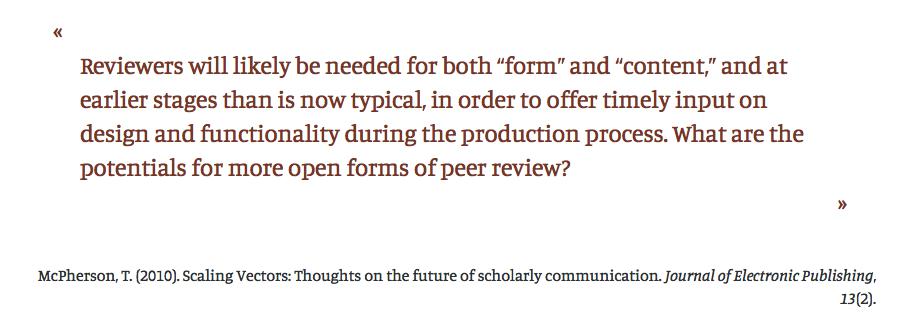 «
Reviewers will likely be needed for both “form” and “content,” and at
earlier stages than is now typical, in order to offer timely input on
design and functionality during the production process. What are the
potentials for more open forms of peer review?
»
McPherson, T. (2010). Scaling Vectors: Thoughts on the future of scholarly communication. Journal of Electronic Publishing,
13(2).